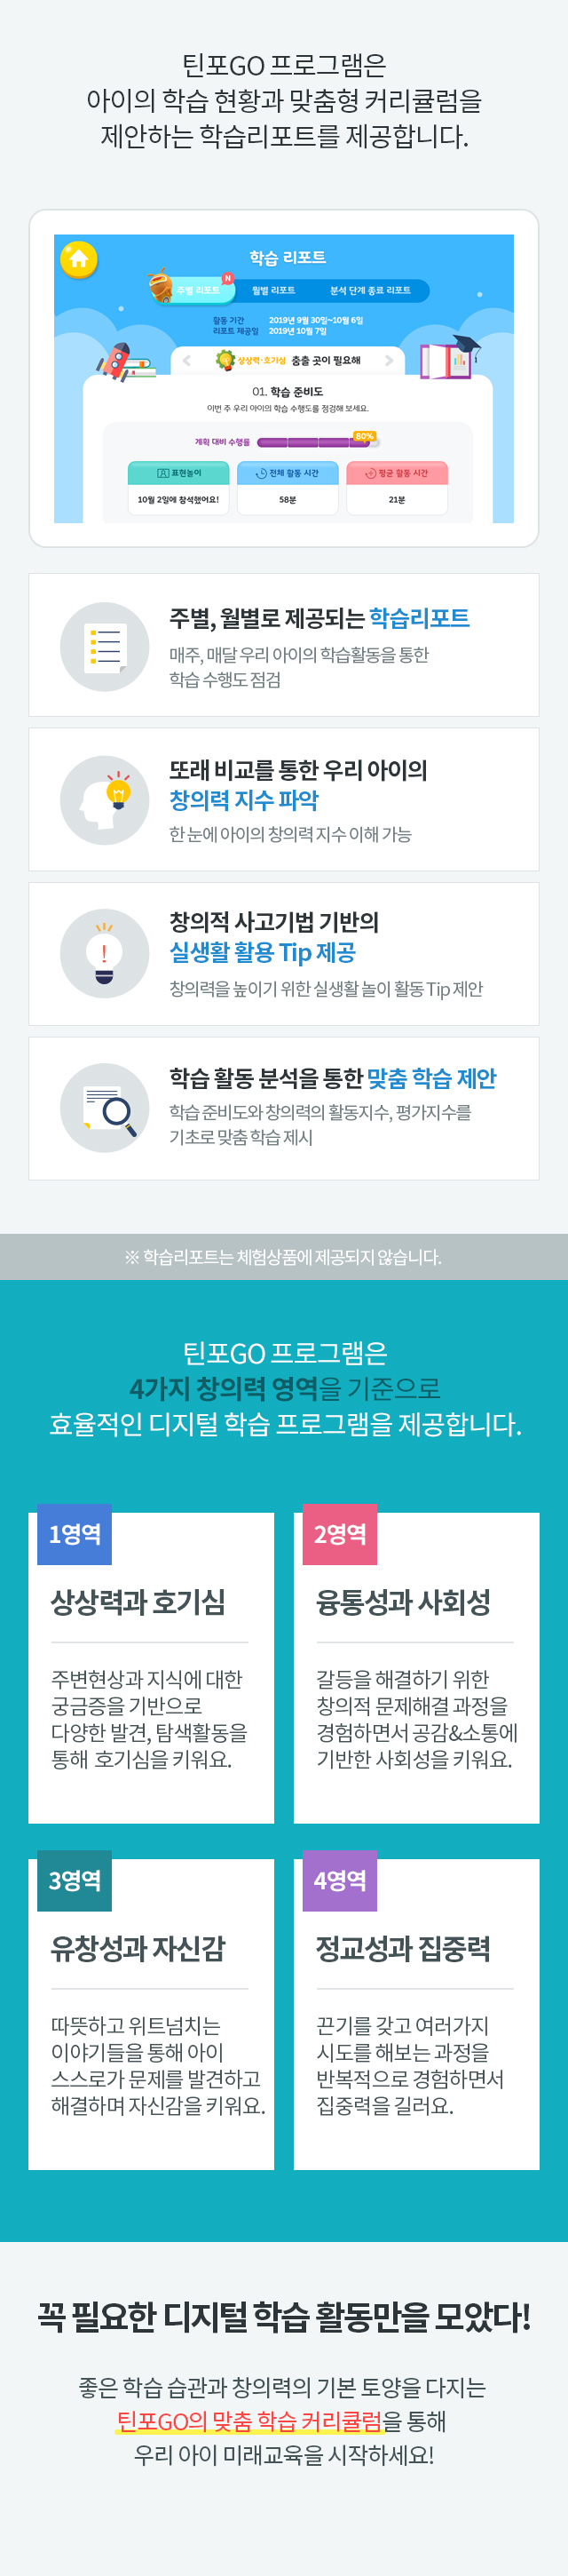 틴포GO 프로그램은
아이의 학습 현황과 맞춤형 커리큘럼을
제안하는 학습리포트를 제공합니다.
학습 리포트
주별 리포트
N
월별 리포트
분석 단계 종료 리포트
활동 기간 2019년 9월 30일~10월 6일
리포트 제공일 2019년 10월 7일
상상력·호기심 춤출 곳이 필요해
01. 학습 준비도
이번 주 우리 아이의 학습 수행도를 점검해 보세요.
계획 대비 수행률
80%
표현놀이
전체 활동 시간
평균 활동 시간
10월 2일에 참석했어요!
58분
21분
주별, 월별로 제공되는 학습리포트
매주, 매달 우리 아이의 학습활동을 통한
학습 수행도 점검
또래 비교를 통한 우리 아이의
창의력 지수 파악
한 눈에 아이의 창의력 지수 이해 가능
창의적 사고기법 기반의
실생활 활용 Tip 제공
창의력을 높이기 위한 실생활 놀이 활동 Tip 제안
학습 활동 분석을 통한 맞춤 학습 제안
학습 준비도와 창의력의 활동지수, 평가지수를
기초로 맞춤 학습 제시
※ 학습리포트는 체험상품에 제공되지 않습니다.
틴포GO 프로그램은
4가지 창의력 영역을 기준으로
효율적인 디지털 학습 프로그램을 제공합니다.
1영역
상상력과 호기심
주변현상과 지식에 대한
궁금증을 기반으로
다양한 발견, 탐색활동을
통해 호기심을 키워요.
2영역
융통성과 사회성
갈등을 해결하기 위한
창의적 문제해결 과정을
경험하면서 공감&소통에
기반한 사회성을 키워요.
3영역
유창성과 자신감
따뜻하고 위트넘치는
이야기들을 통해 아이
스스로가 문제를 발견하고
해결하며 자신감을 키워요.
4영역
정교성과 집중력
끈기를 갖고 여러가지
시도를 해보는 과정을
반복적으로 경험하면서
집중력을 길러요.
꼭 필요한 디지털 학습 활동만을 모았다!
좋은 학습 습관과 창의력의 기본 토양을 다지는
틴포GO의 맞춤 학습 커리큘럼을 통해
우리 아이 미래교육을 시작하세요!